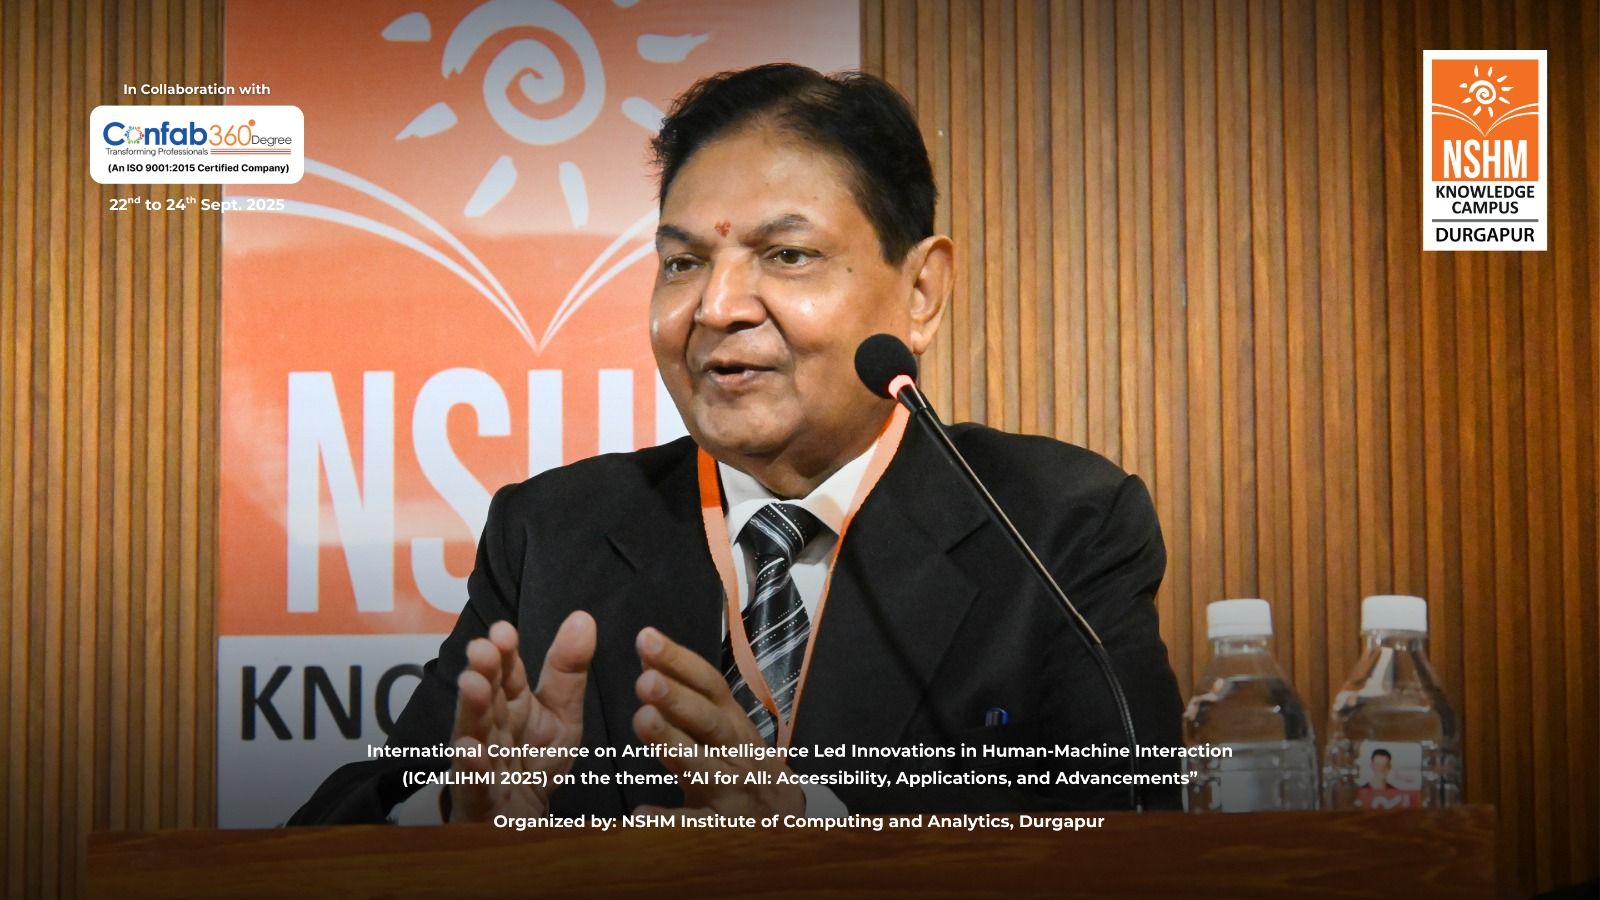 In Collaboration with
Confab360°Degree
Transforming Professionals
(An ISO 9001:2015 Certified Company)
22nd to 24th Sept. 2025
NSHM
KNOWLEDGE
CAMPUS
DURGAPUR
NSH
KNO
International Conference on Artificial Intelligence Led Innovations in Human-Machine Interaction
(ICAILIHMI 2025) on the theme: “AI for All: Accessibility, Applications, and Advancements”
Organized by: NSHM Institute of Computing and Analytics, Durgapur